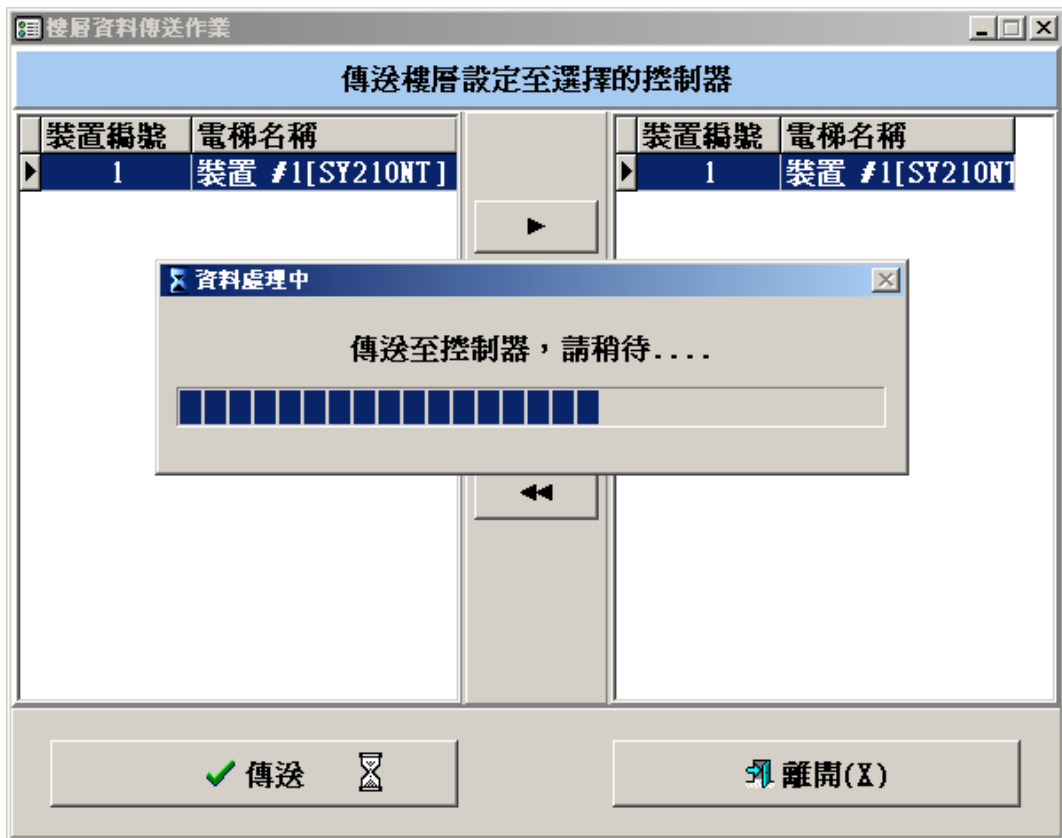 樓層資料傳送作業
傳送樓層設定至選擇的控制器
裝置編號 電梯名稱
1 裝置 #1[SY210NT]
裝置編號 電梯名稱
1 裝置 #1[SY210NT
資料處理中
傳送至控制器，請稍待....
傳送
離開(X)